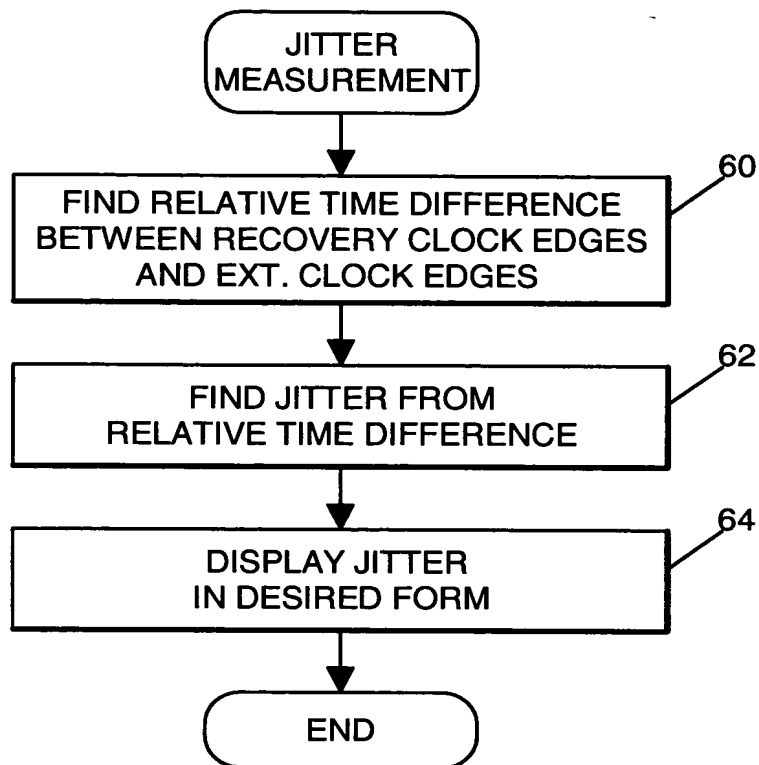 JITTER
MEASUREMENT
60
FIND RELATIVE TIME DIFFERENCE
BETWEEN RECOVERY CLOCK EDGES
AND EXT. CLOCK EDGES
62
FIND JITTER FROM
RELATIVE TIME DIFFERENCE
64
DISPLAY JITTER
IN DESIRED FORM
END